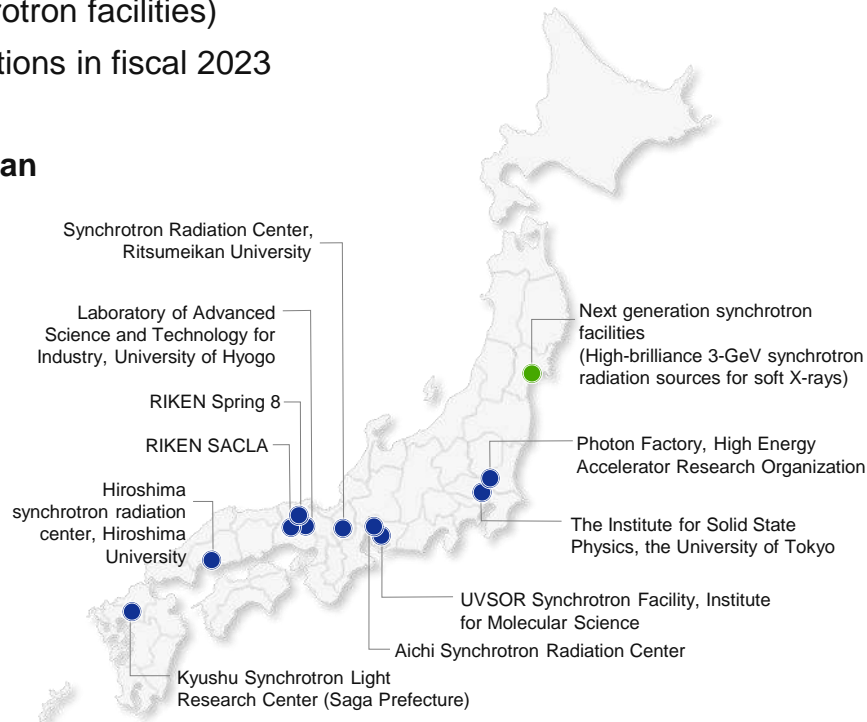 rotron facilities)
tions in fiscal 2023
an
Synchrotron Radiation Center,
Ritsumeikan University
Laboratory of Advanced
Science and Technology for
Industry, University of Hyogo
RIKEN Spring 8
RIKEN SACLA
Hiroshima
synchrotron radiation
center, Hiroshima
University
Next generation synchrotron
facilities
(High-brilliance 3-GeV synchrotron
radiation sources for soft X-rays)
Photon Factory, High Energy
Accelerator Research Organization
The Institute for Solid State
Physics, the University of Tokyo
UVSOR Synchrotron Facility, Institute
for Molecular Science
Aichi Synchrotron Radiation Center
Kyushu Synchrotron Light
Research Center (Saga Prefecture)